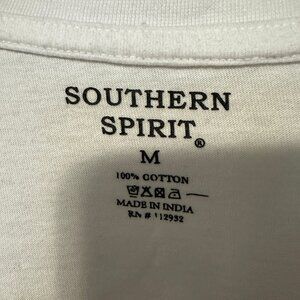 SOUTHERN
SPIRIT®
M
100% COTTON
MADE IN INDIA
RN # 112932